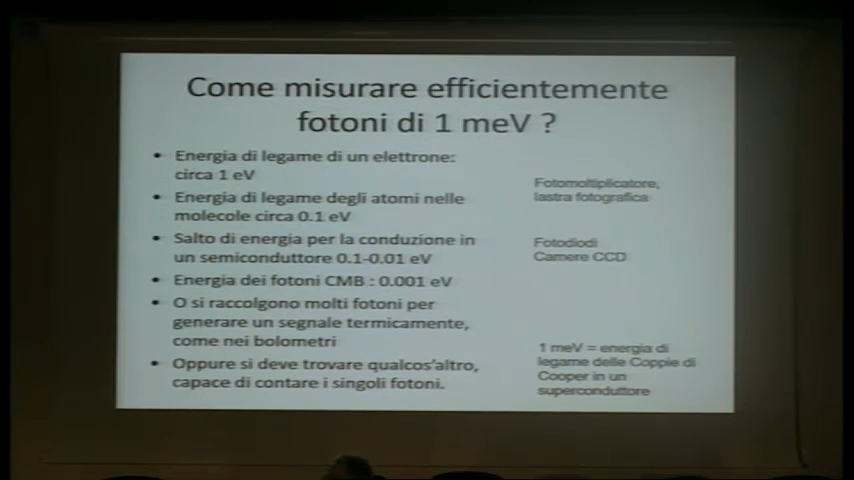 Come misurare efficientemente
fotoni di 1 meV ?
• Energia di legame di un elettrone:
circa 1 eV
• Energia di legame degli atomi nelle
molecole circa 0.1 eV
• Salto di energia per la conduzione in
un semiconduttore 0.1-0.01 eV
• Energia dei fotoni CMB : 0.001 eV
• O si raccolgono molti fotoni per
generare un segnale termicamente,
come nei bolometri
• Oppure si deve trovare qualcos'altro,
capace di contare i singoli fotoni.
Fotomoltiplicatore,
lastra fotografica
Fotodiodi
Camere CCD
1 meV = energia di
legame delle Coppie di
Cooper in un
superconduttore